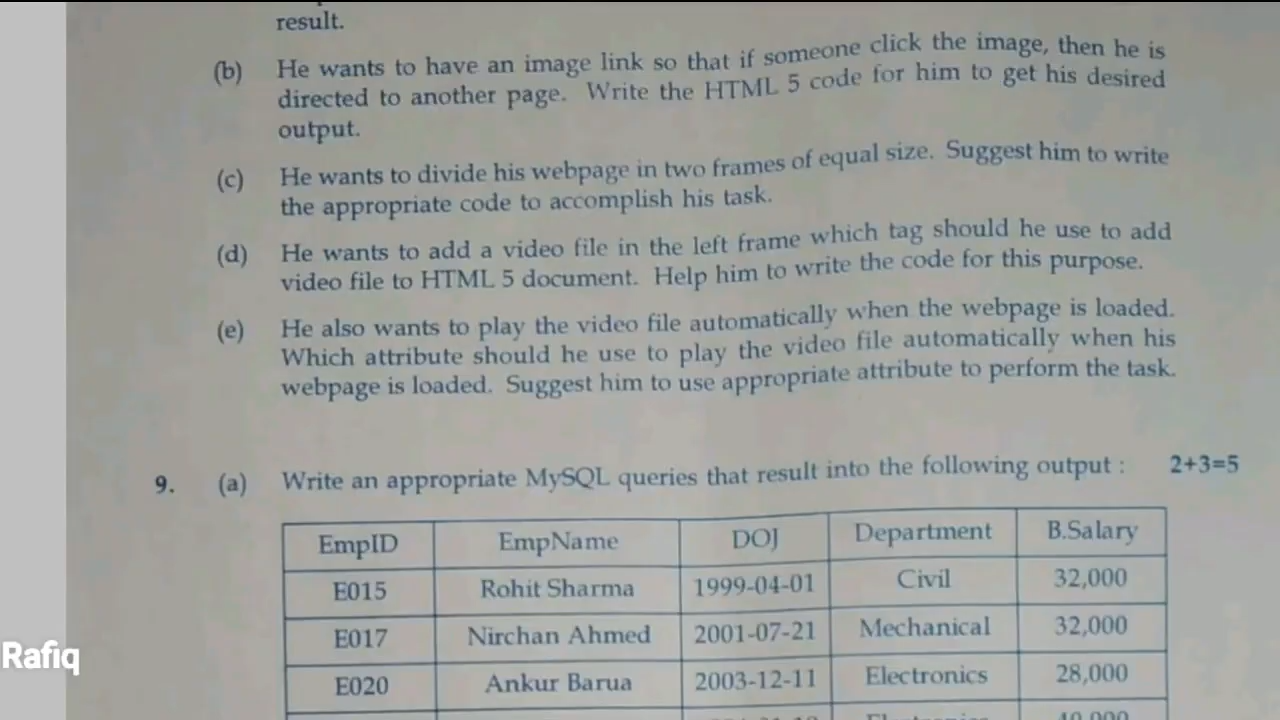 result.
(b) He wants to have an image link so that if someone click the image, then he is
directed to another page. Write the HTML 5 code for him to get his desired
output.
(c) He wants to divide his webpage in two frames of equal size. Suggest him to write
the appropriate code to accomplish his task.
(d) He wants to add a video file in the left frame which tag should he use to add
video file to HTML 5 document. Help him to write the code for this purpose.
(e) He also wants to play the video file automatically when the webpage is loaded.
Which attribute should he use to play the video file automatically when his
webpage is loaded. Suggest him to use appropriate attribute to perform the task.
9. (a) Write an appropriate MySQL queries that result into the following output : 2+3=5
EmpID EmpName DOJ Department B.Salary
E015 Rohit Sharma 1999-04-01 Civil 32,000
E017 Nirchan Ahmed 2001-07-21 Mechanical 32,000
E020 Ankur Barua 2003-12-11 Electronics 28,000
Rafiq